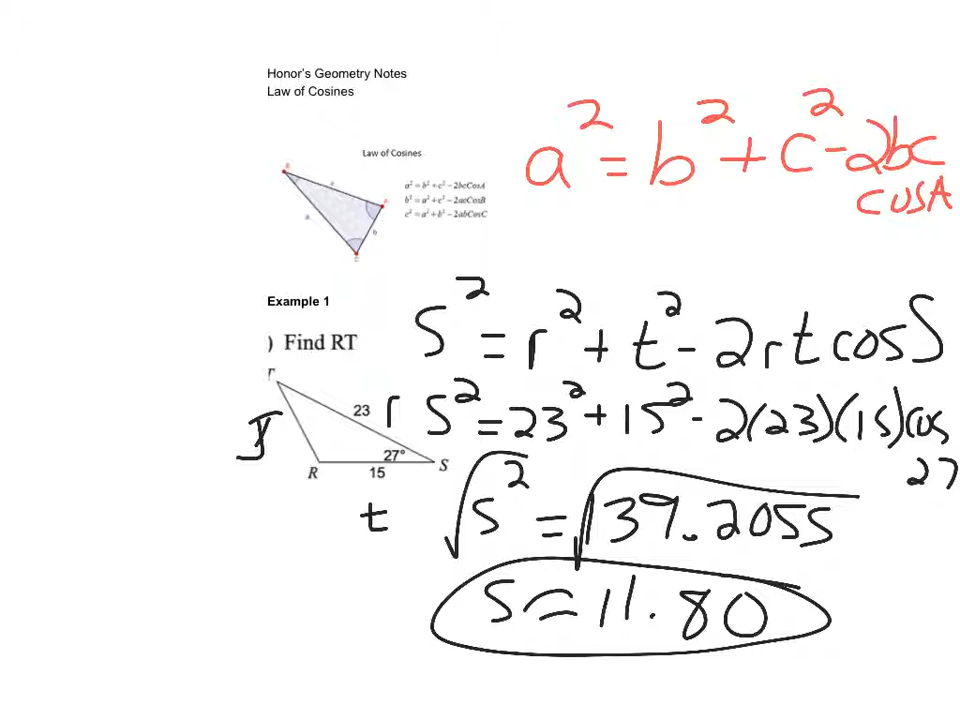 Honor's Geometry Notes
Law of Cosines
Law of Cosines
a² = b² + c² - 2bc
cosA
B
c
A
a
b
C
a² = b² + c² - 2bcCosA
b² = a² + c² - 2acCosB
c² = a² + b² - 2abCosC
Example 1
s² = r² + t² - 2rt cos S
) Find RT
T
23 r
27°
S
R
15
t
s² = 23² + 15² - 2(23)(15) cos
27
√s² = √139.2055
s = 11.80